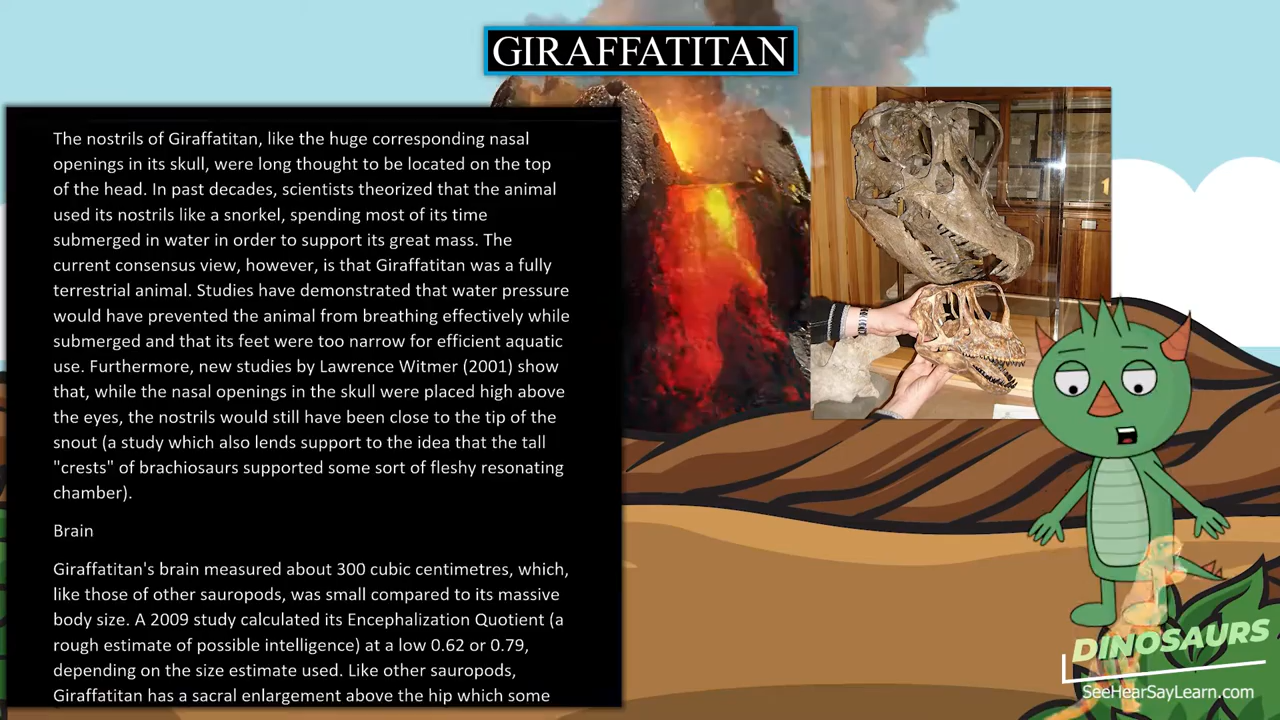 GIRAFFATITAN
The nostrils of Giraffatitan, like the huge corresponding nasal
openings in its skull, were long thought to be located on the top
of the head. In past decades, scientists theorized that the animal
used its nostrils like a snorkel, spending most of its time
submerged in water in order to support its great mass. The
current consensus view, however, is that Giraffatitan was a fully
terrestrial animal. Studies have demonstrated that water pressure
would have prevented the animal from breathing effectively while
submerged and that its feet were too narrow for efficient aquatic
use. Furthermore, new studies by Lawrence Witmer (2001) show
that, while the nasal openings in the skull were placed high above
the eyes, the nostrils would still have been close to the tip of the
snout (a study which also lends support to the idea that the tall
"crests" of brachiosaurs supported some sort of fleshy resonating
chamber).
Brain
Giraffatitan's brain measured about 300 cubic centimetres, which,
like those of other sauropods, was small compared to its massive
body size. A 2009 study calculated its Encephalization Quotient (a
rough estimate of possible intelligence) at a low 0.62 or 0.79,
depending on the size estimate used. Like other sauropods,
Giraffatitan has a sacral enlargement above the hip which some
DINOSAURS
SeeHearSayLearn.com